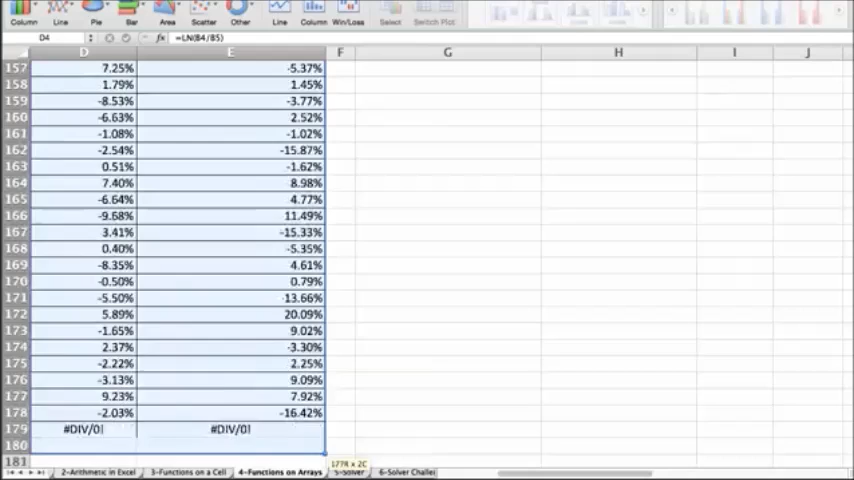 Column Line Pie Bar Area Scatter Other Line Column Win/Loss Select Switch Plot
D4 fx =LN(B4/B5)
D E F G H I J
157 7.25% -5.37%
158 1.79% 1.45%
159 -8.53% -3.77%
160 -6.63% 2.52%
161 -1.08% -1.02%
162 -2.54% -15.87%
163 0.51% -1.62%
164 7.40% 8.98%
165 -6.64% 4.77%
166 -9.68% 11.49%
167 3.41% -15.33%
168 0.40% -5.35%
169 -8.35% 4.61%
170 -0.50% 0.79%
171 -5.50% 13.66%
172 5.89% 20.09%
173 -1.65% 9.02%
174 2.37% -3.30%
175 -2.22% 2.25%
176 -3.13% 9.09%
177 9.23% 7.92%
178 -2.03% -16.42%
179 #DIV/0! #DIV/0!
180
181
177R x 2C
2-Arithmetic in Excel 3-Functions on a Cell 4-Functions on Arrays 5-Solver 6-Solver Challei